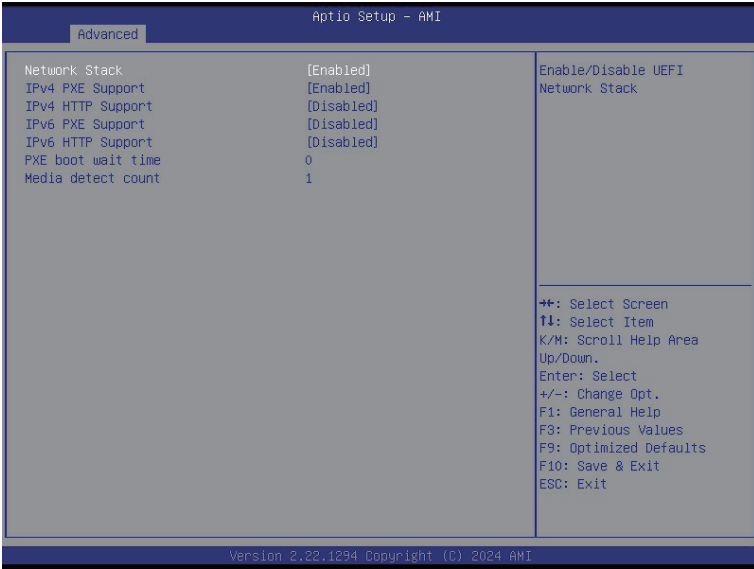 Aptio Setup – AMI
Advanced
Network Stack [Enabled]
IPv4 PXE Support [Enabled]
IPv4 HTTP Support [Disabled]
IPv6 PXE Support [Disabled]
IPv6 HTTP Support [Disabled]
PXE boot wait time 0
Media detect count 1
Enable/Disable UEFI
Network Stack
→←: Select Screen
↑↓: Select Item
K/M: Scroll Help Area
Up/Down.
Enter: Select
+/-: Change Opt.
F1: General Help
F3: Previous Values
F9: Optimized Defaults
F10: Save & Exit
ESC: Exit
Version 2.22.1294 Copyright (C) 2024 AMI